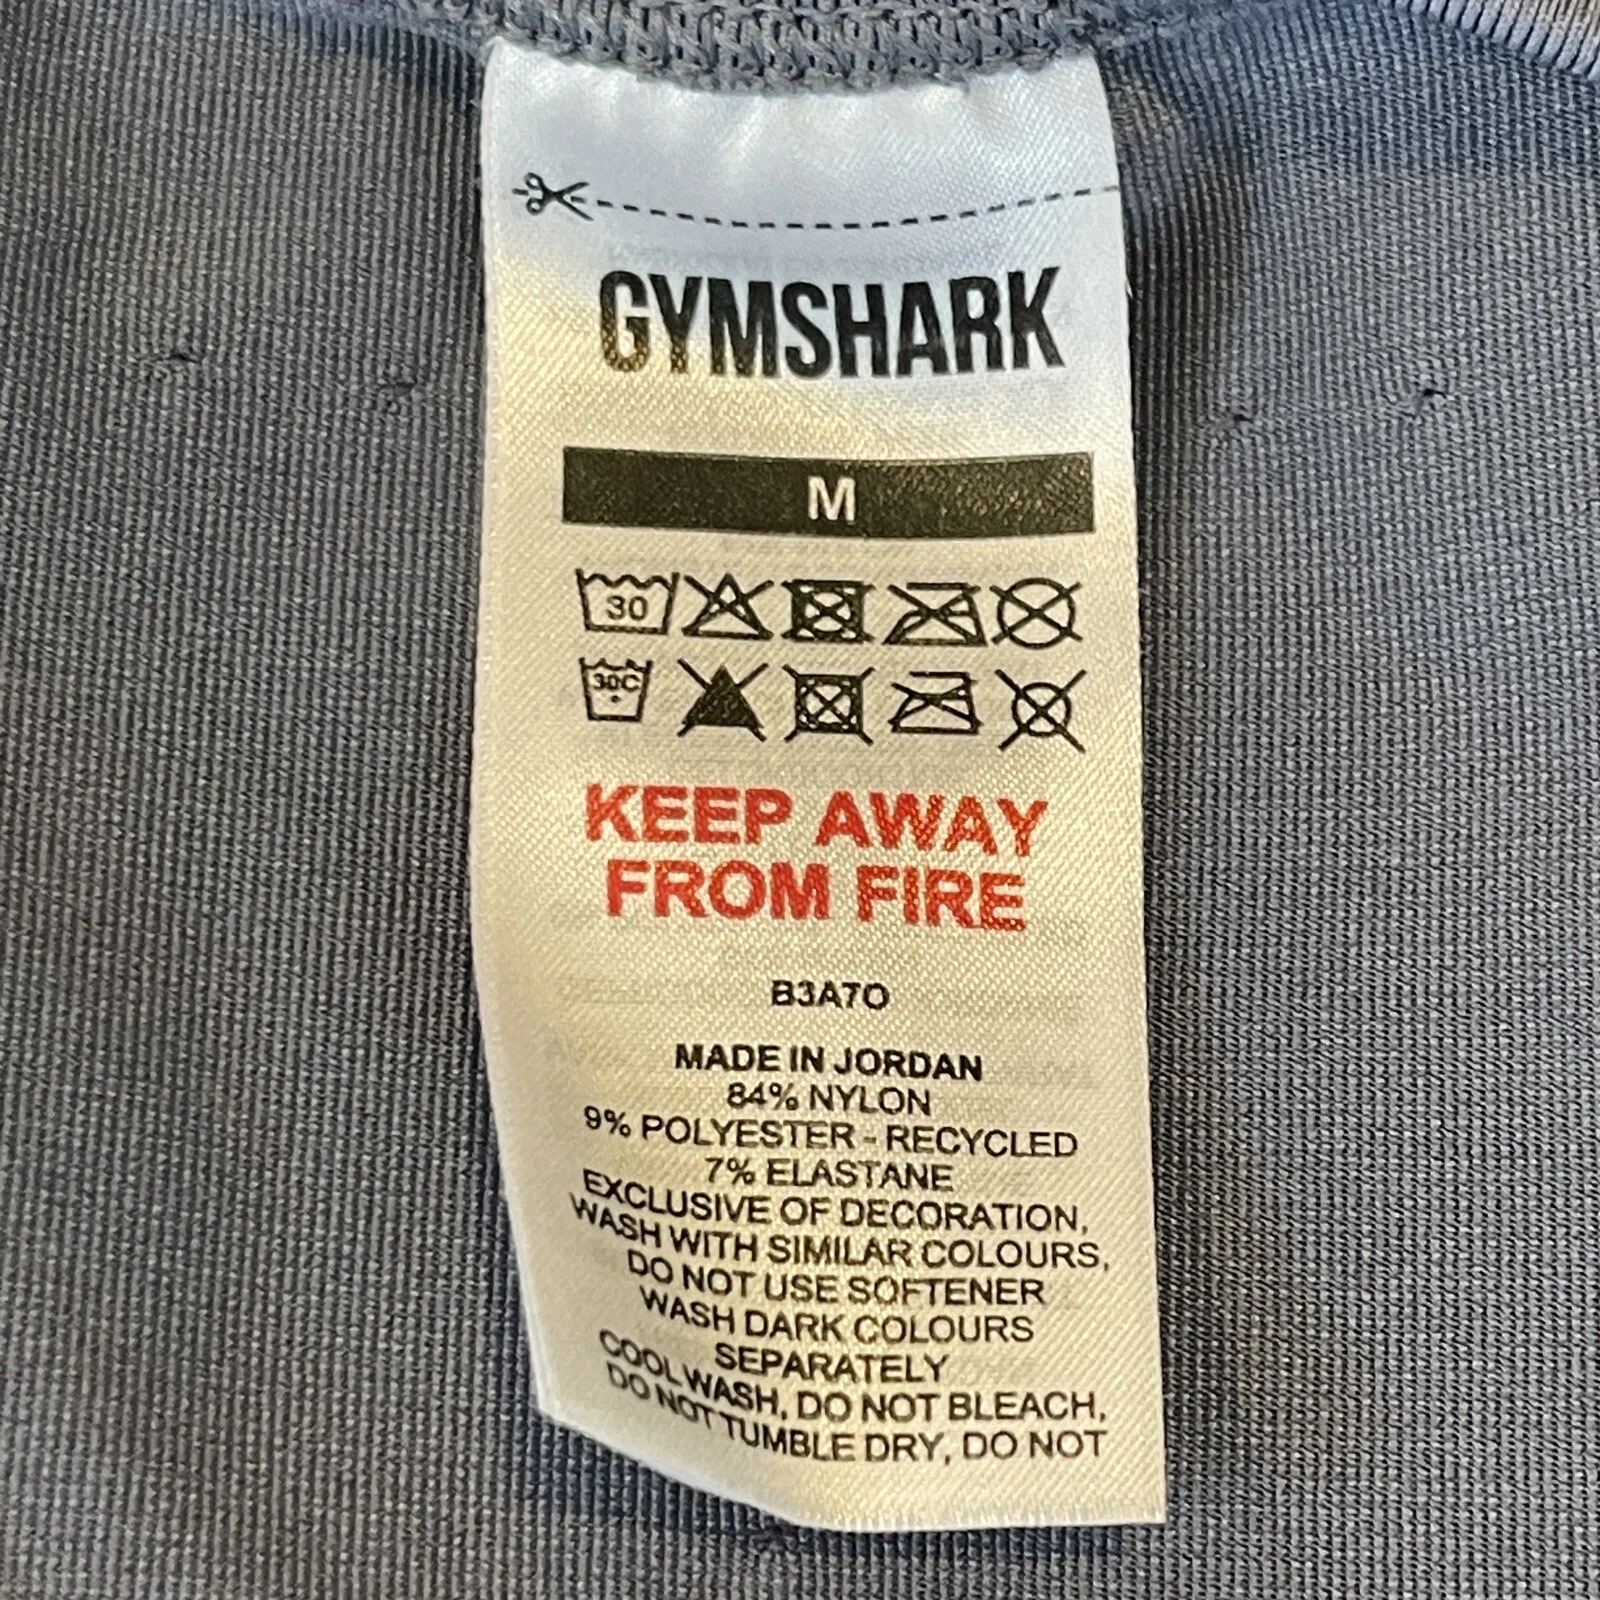 GYMSHARK
M
30
30C
KEEP AWAY
FROM FIRE
B3A7O
MADE IN JORDAN
84% NYLON
9% POLYESTER - RECYCLED
7% ELASTANE
EXCLUSIVE OF DECORATION,
WASH WITH SIMILAR COLOURS,
DO NOT USE SOFTENER
WASH DARK COLOURS
SEPARATELY
COOL WASH, DO NOT BLEACH,
DO NOT TUMBLE DRY, DO NOT